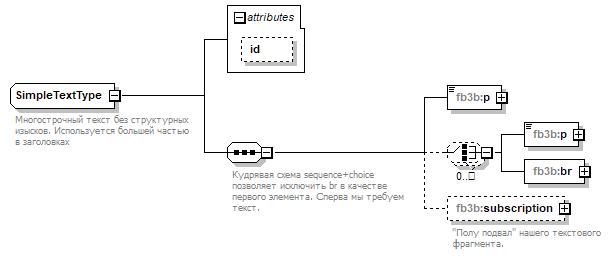 attributes
id
SimpleTextType
Многострочный текст без структурных
изысков. Используется большей частью
в заголовках
Кудрявая схема sequence+choice
позволяет исключить br в качестве
первого элемента. Сперва мы требуем
текст.
fb3b:p
0..
fb3b:p
fb3b:br
fb3b:subscription
"Полу подвал" нашего текстового
фрагмента.